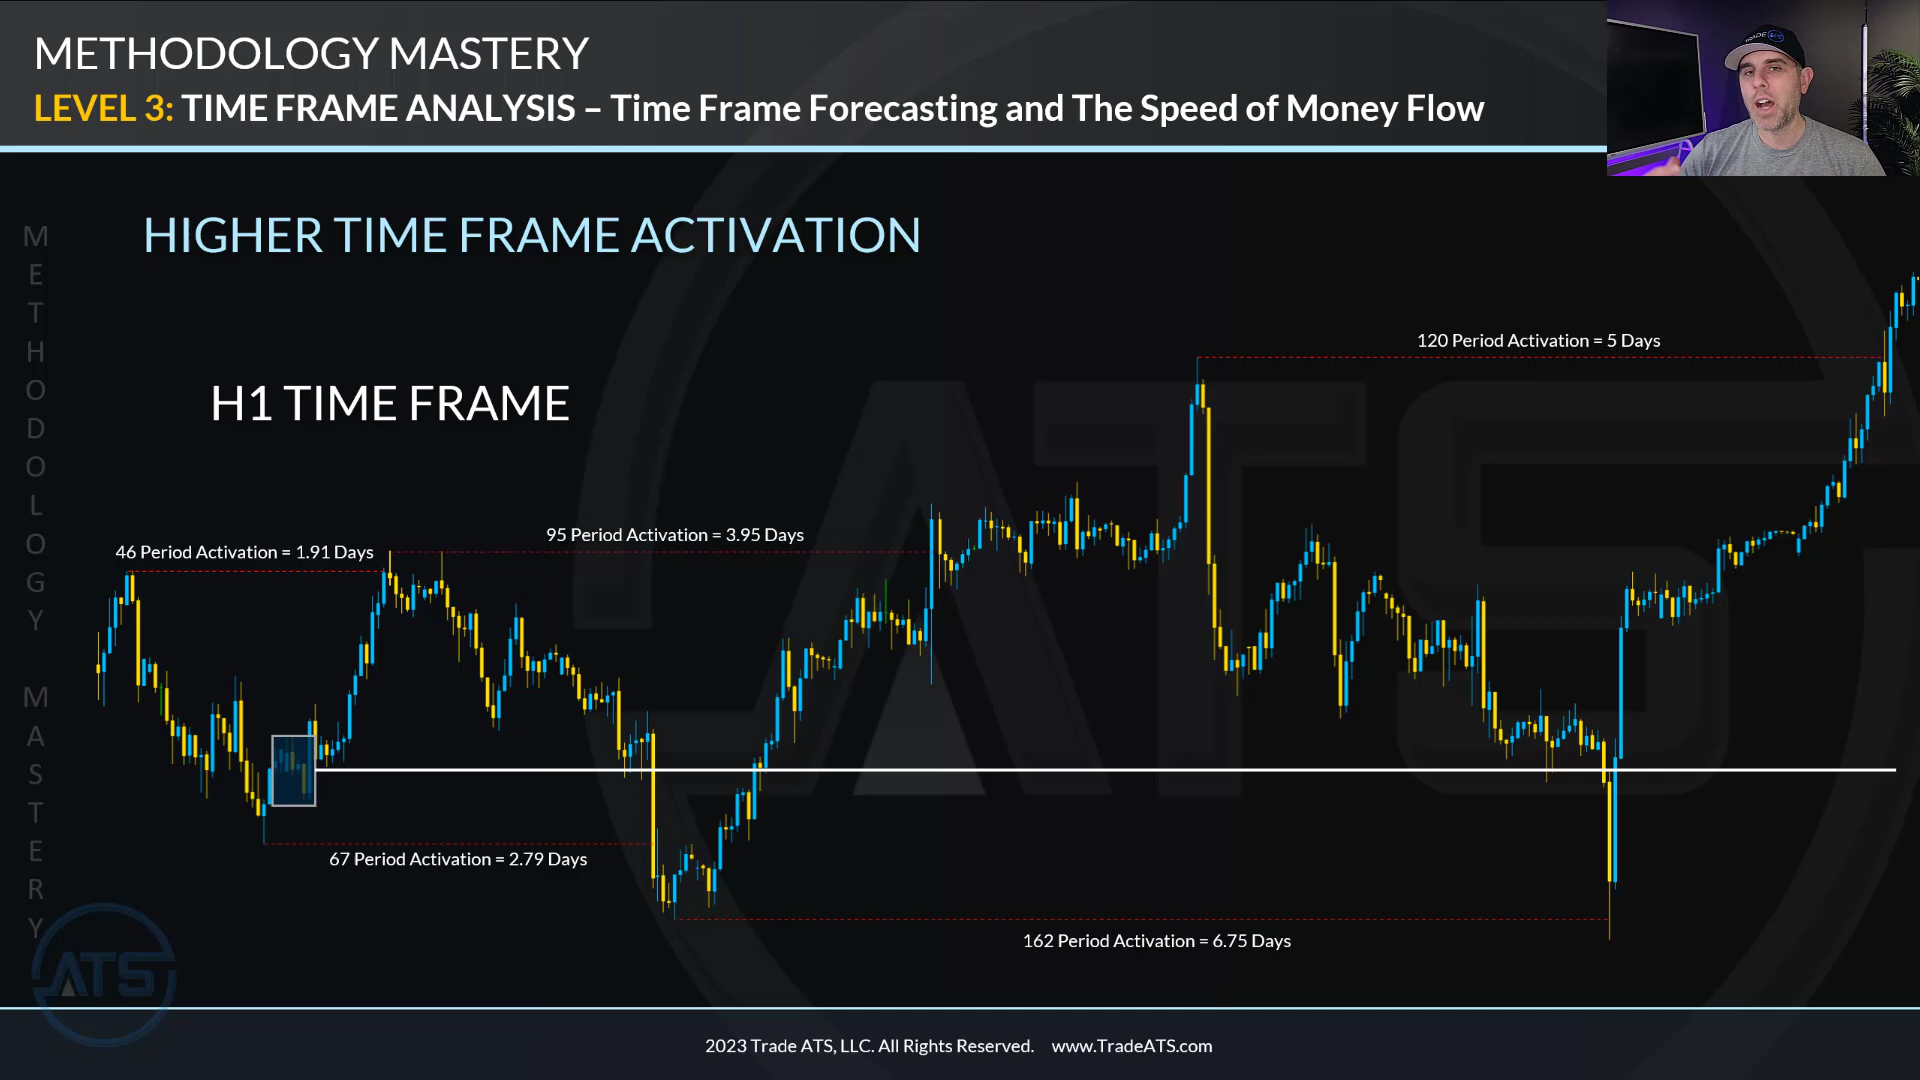 METHODOLOGY MASTERY
LEVEL 3: TIME FRAME ANALYSIS – Time Frame Forecasting and The Speed of Money Flow
TRADE ATS
HIGHER TIME FRAME ACTIVATION
H1 TIME FRAME
120 Period Activation = 5 Days
95 Period Activation = 3.95 Days
46 Period Activation = 1.91 Days
67 Period Activation = 2.79 Days
162 Period Activation = 6.75 Days
METHODOLOGY MASTERY
ATS
ATS
2023 Trade ATS, LLC. All Rights Reserved. www.TradeATS.com